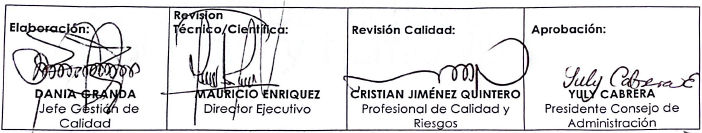 Elaboración:
DANIA GRANDA
Jefe Gestión de
Calidad
Revisión
Técnico/Científica:
MAURICIO ENRIQUEZ
Director Ejecutivo
Revisión Calidad:
CRISTIAN JIMÉNEZ QUINTERO
Profesional de Calidad y
Riesgos
Aprobación:
Yuly Cabrera E
YULY CABRERA
Presidente Consejo de
Administración